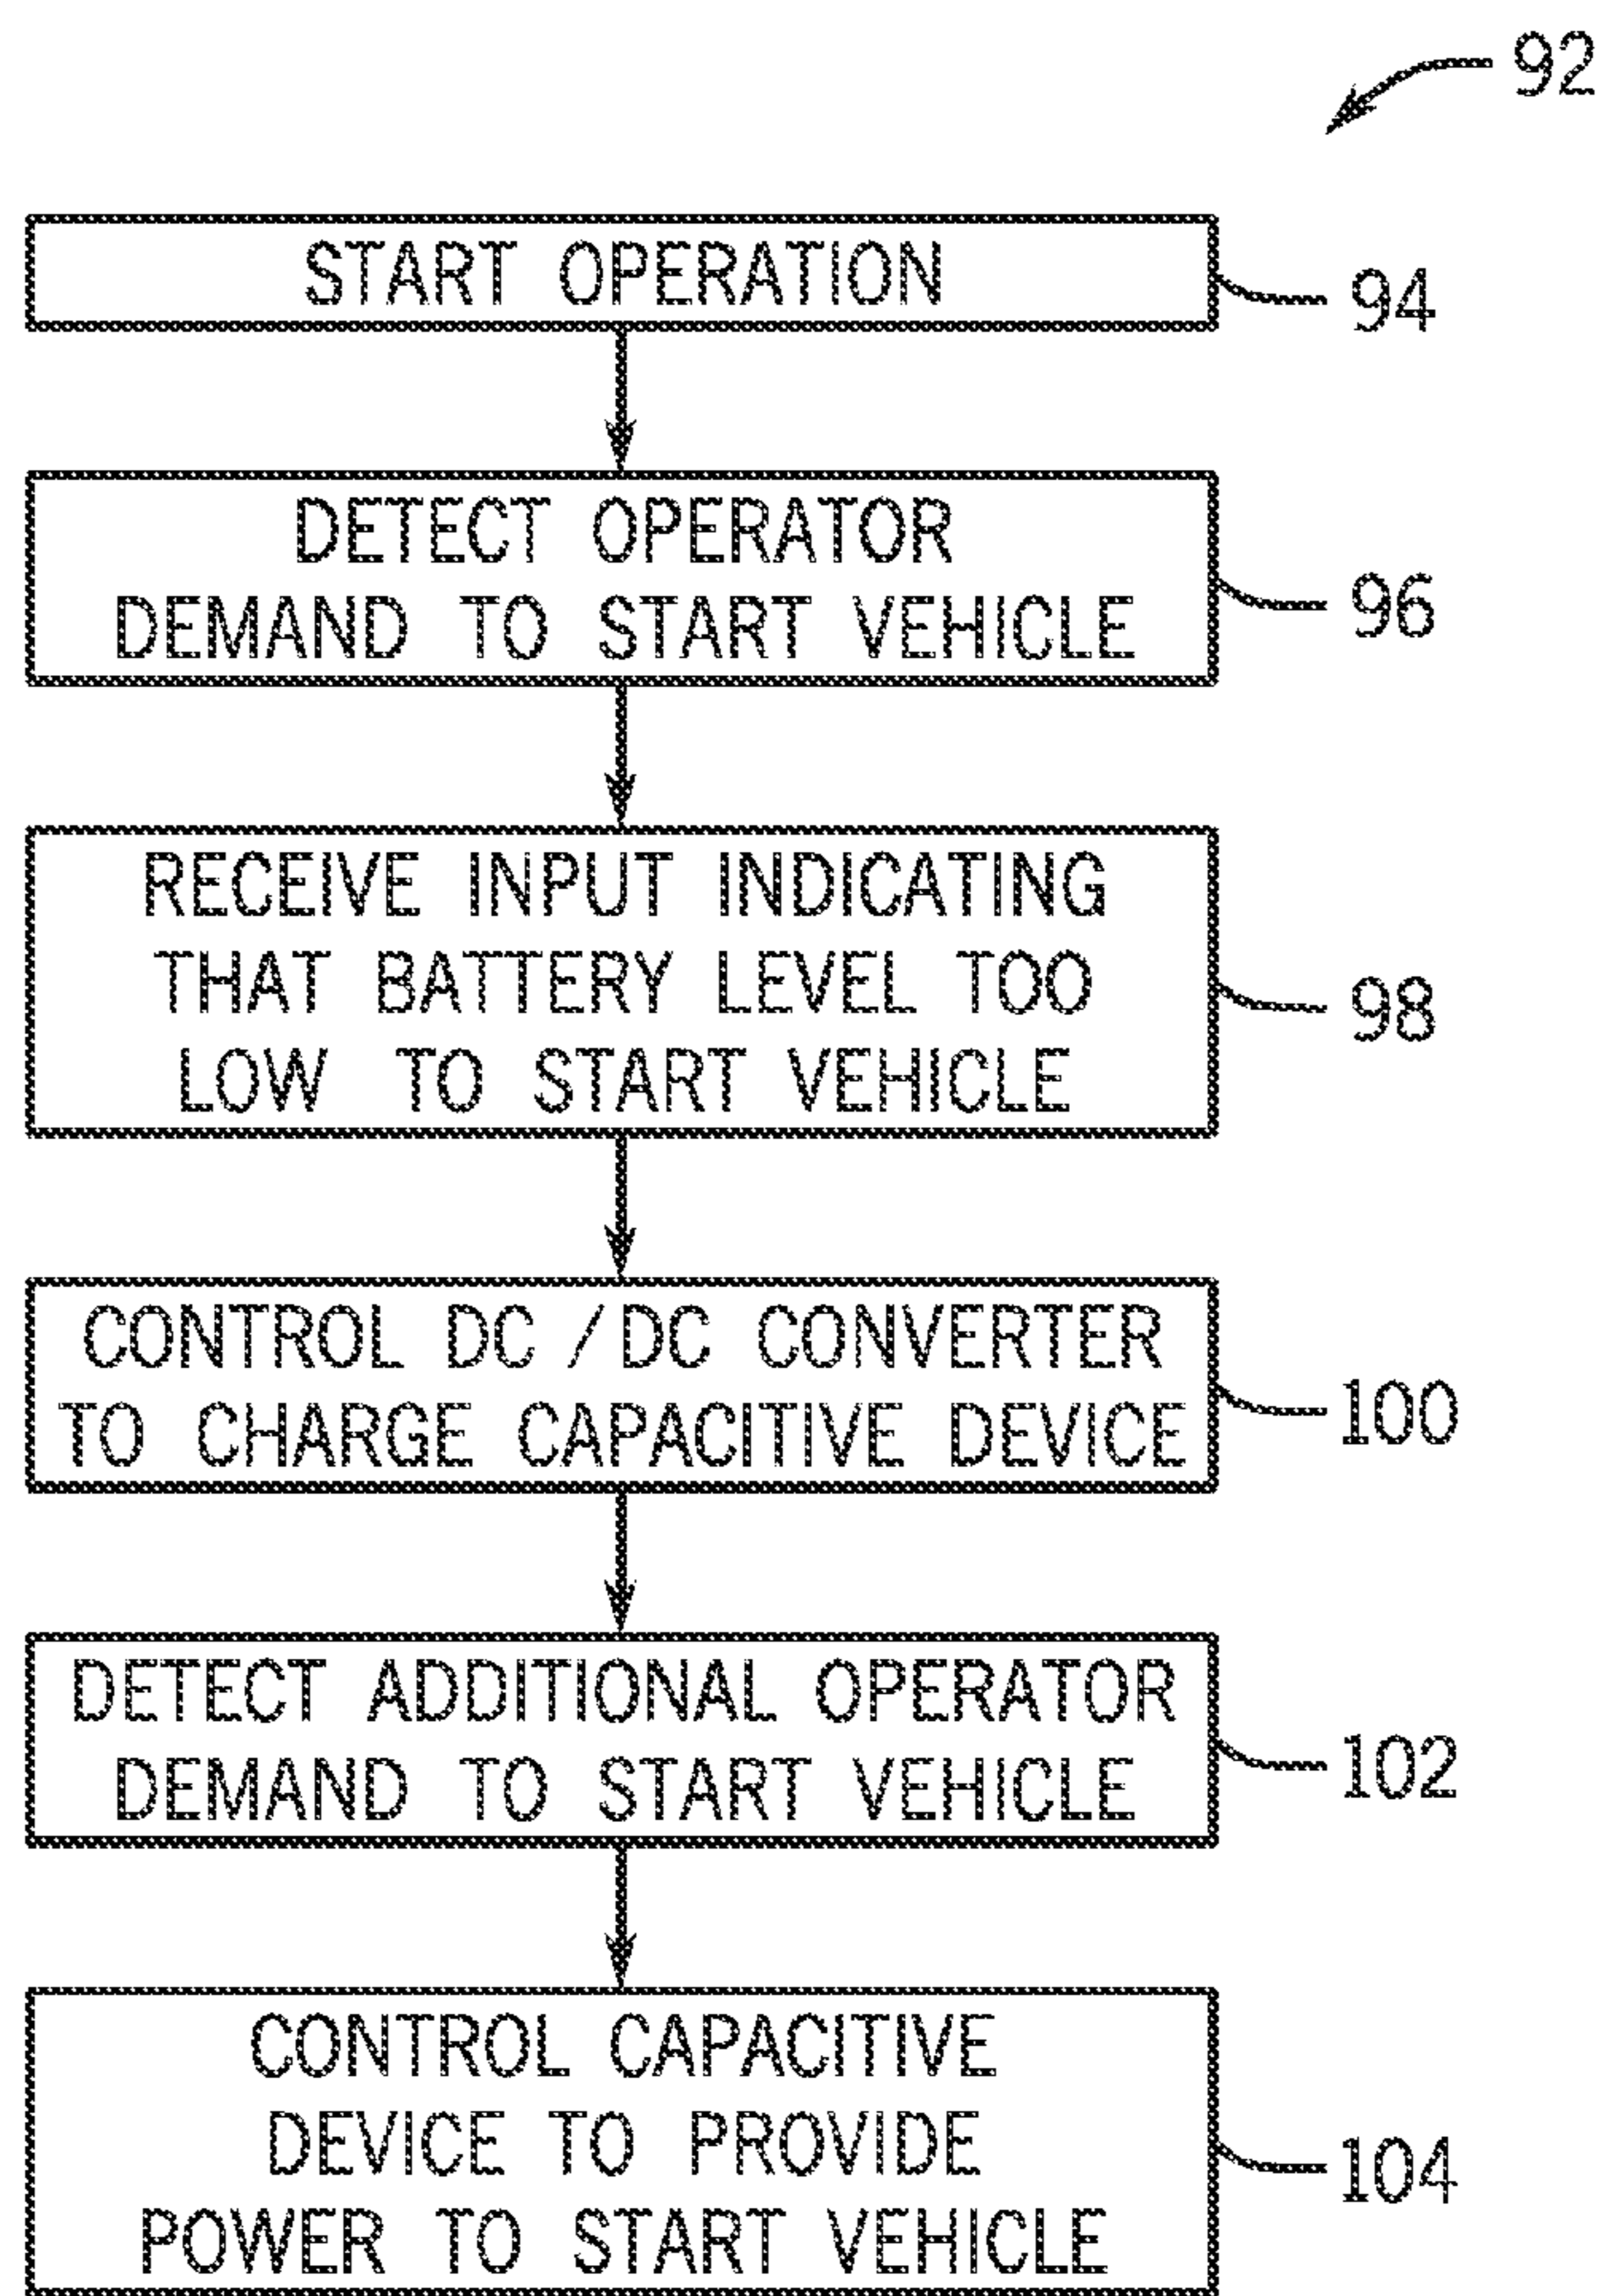 92
START OPERATION
94
DETECT OPERATOR
DEMAND TO START VEHICLE
96
RECEIVE INPUT INDICATING
THAT BATTERY LEVEL TOO
LOW TO START VEHICLE
98
CONTROL DC / DC CONVERTER
TO CHARGE CAPACITIVE DEVICE
100
DETECT ADDITIONAL OPERATOR
DEMAND TO START VEHICLE
102
CONTROL CAPACITIVE
DEVICE TO PROVIDE
POWER TO START VEHICLE
104